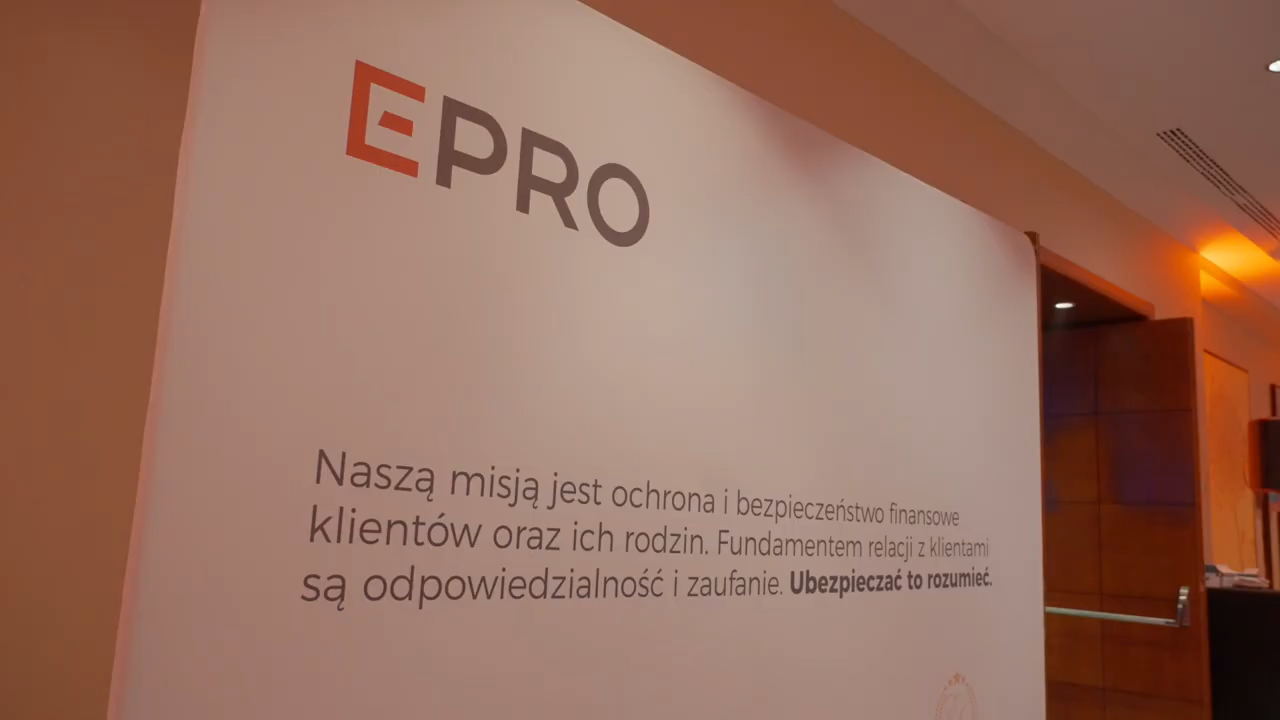 EPRO
Naszą misją jest ochrona i bezpieczeństwo finansowe
klientów oraz ich rodzin. Fundamentem relacji z klientami
są odpowiedzialność i zaufanie. Ubezpieczać to rozumieć.